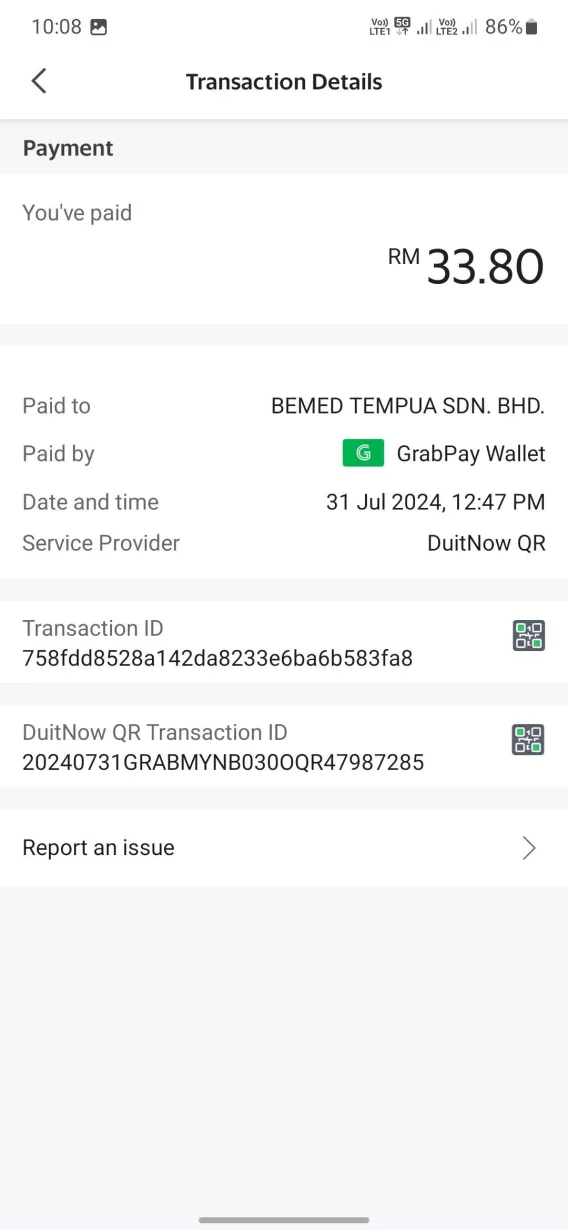 10:08 Vo)) LTE1 5G Vo)) LTE2 86%
Transaction Details
Payment
You've paid
RM 33.80
Paid to BEMED TEMPUA SDN. BHD.
Paid by G GrabPay Wallet
Date and time 31 Jul 2024, 12:47 PM
Service Provider DuitNow QR
Transaction ID
758fdd8528a142da8233e6ba6b583fa8
DuitNow QR Transaction ID
20240731GRABMYNB030OQR47987285
Report an issue